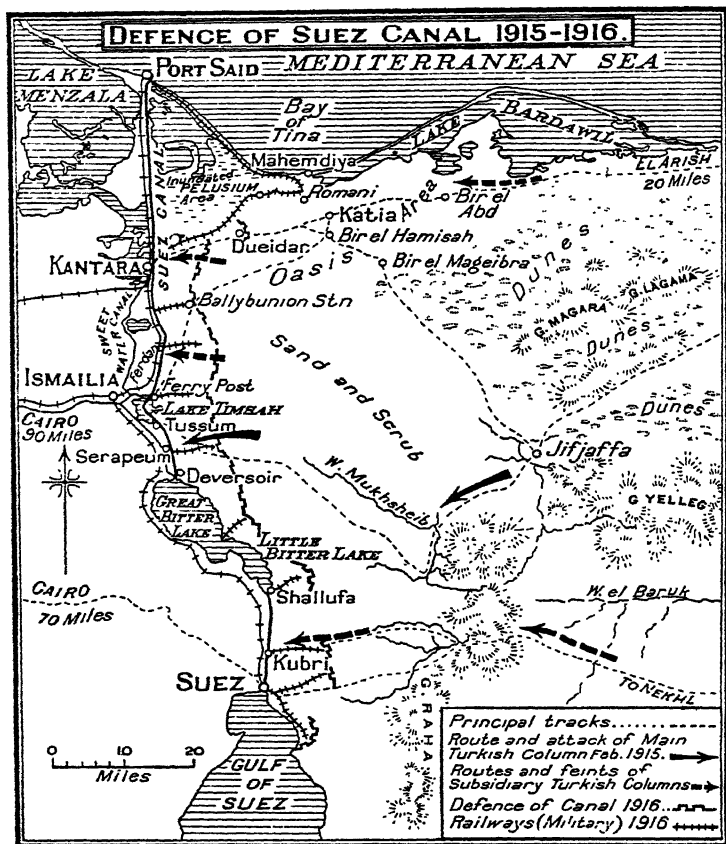 DEFENCE OF SUEZ CANAL 1915-1916.
LAKE
MENZALA
PORT SAID
MEDITERRANEAN SEA
Bay
of
Tina
LAKE BARDAWIL
Mahemdiya
EL ARISH
20 MILES
Inundated
PELUSIUM
Area
Romani
Katia
Bir el
Abd
SUEZ CANAL
Dueidar
Bir el Hamisah
Oasis Area
Bir el Mageibra
KANTARA
Dunes
G. LAGAMA
G. MAGARA
Ballybunion Stn
SWEET
WATER CANAL
Ferdan
Dunes
Sand and Scrub
ISMAILIA
Ferry Post
LAKE TIMSAH
Tussum
CAIRO
90 MILES
Dunes
Serapeum
Jifjaffa
Deversoir
W. Mukhsheib
G. YELLEG
GREAT
BITTER
LAKE
LITTLE
BITTER LAKE
CAIRO
70 MILES
Shallufa
W. el Baruk
Kubri
SUEZ
TO NEKHL
G. RAHA
0 10 20
Miles
GULF
OF
SUEZ
Principal tracks
Route and attack of Main
Turkish Column Feb. 1915.
Routes and feints of
Subsidiary Turkish Columns
Defence of Canal 1916
Railways (Military) 1916